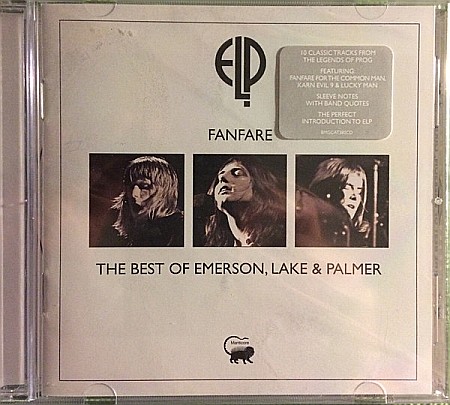 ELP
10 CLASSIC TRACKS FROM
THE LEGENDS OF PROG
FEATURING
FANFARE FOR THE COMMON MAN,
KARN EVIL 9 & LUCKY MAN
SLEEVE NOTES
WITH BAND QUOTES
THE PERFECT
INTRODUCTION TO ELP
FANFARE
THE BEST OF EMERSON, LAKE & PALMER
Manticore